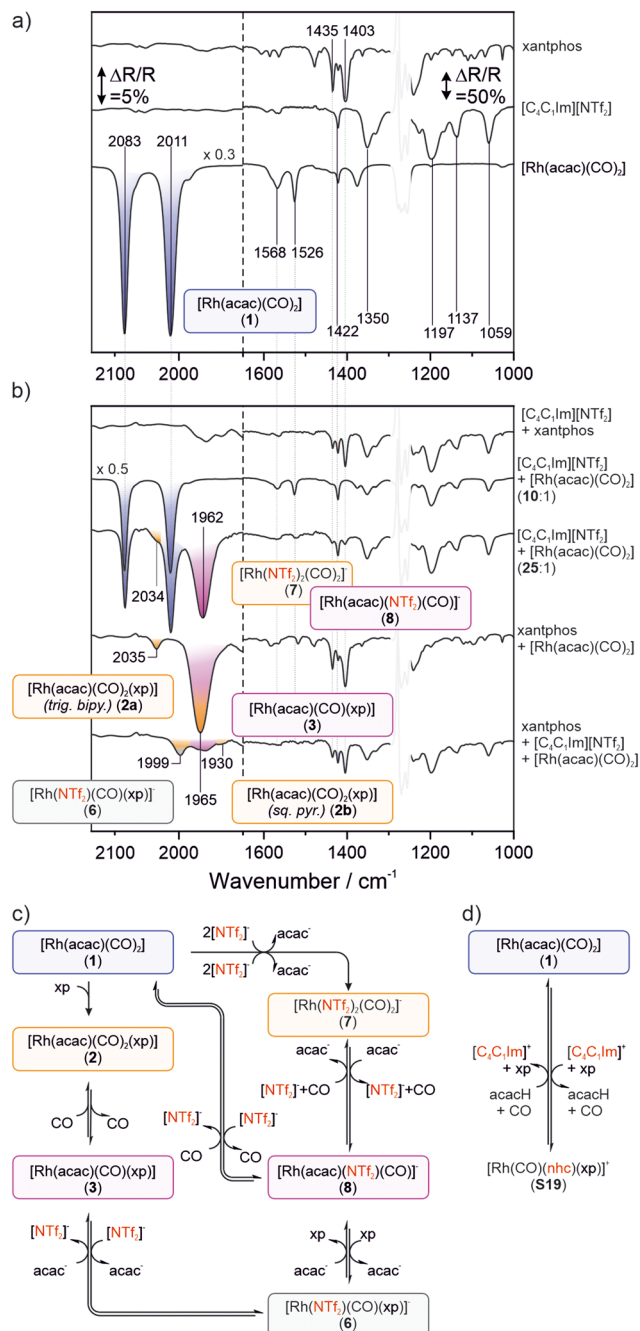 a)
1435 1403
xantphos
ΔR/R
=5%
ΔR/R
=50%
[C₄C₁Im][NTf₂]
2083 2011
x 0.3
[Rh(acac)(CO)₂]
1568 1526
[Rh(acac)(CO)₂]
(1)
1422 1350 1197 1137 1059
2100 2000 1600 1400 1200 1000
b)
[C₄C₁Im][NTf₂]
+ xantphos
x 0.5
[C₄C₁Im][NTf₂]
+ [Rh(acac)(CO)₂]
(10:1)
1962
[C₄C₁Im][NTf₂]
+ [Rh(acac)(CO)₂]
(25:1)
2034
[Rh(NTf₂)₂(CO)₂]⁻
(7)
[Rh(acac)(NTf₂)(CO)]⁻
(8)
xantphos
+ [Rh(acac)(CO)₂]
2035
[Rh(acac)(CO)₂(xp)]
(trig. bipy.) (2a)
[Rh(acac)(CO)(xp)]
(3)
xantphos
+ [C₄C₁Im][NTf₂]
+ [Rh(acac)(CO)₂]
1999 1930
1965
[Rh(NTf₂)(CO)(xp)]⁻
(6)
[Rh(acac)(CO)₂(xp)]
(sq. pyr.) (2b)
2100 2000 1600 1400 1200 1000
Wavenumber / cm⁻¹
c)
[Rh(acac)(CO)₂]
(1)
2[NTf₂]⁻ acac⁻
2[NTf₂]⁻ acac⁻
xp
[Rh(NTf₂)₂(CO)₂]⁻
(7)
[Rh(acac)(CO)₂(xp)]
(2)
acac⁻ acac⁻
[NTf₂]⁻+CO [NTf₂]⁻+CO
CO CO
[NTf₂]⁻ [NTf₂]⁻
CO CO
[Rh(acac)(CO)(xp)]
(3)
[Rh(acac)(NTf₂)(CO)]⁻
(8)
[NTf₂]⁻ [NTf₂]⁻
acac⁻ acac⁻
xp xp
acac⁻ acac⁻
[Rh(NTf₂)(CO)(xp)]⁻
(6)
d)
[Rh(acac)(CO)₂]
(1)
[C₄C₁Im]⁺ [C₄C₁Im]⁺
+ xp + xp
acacH acacH
+ CO + CO
[Rh(CO)(nhc)(xp)]⁺
(S19)